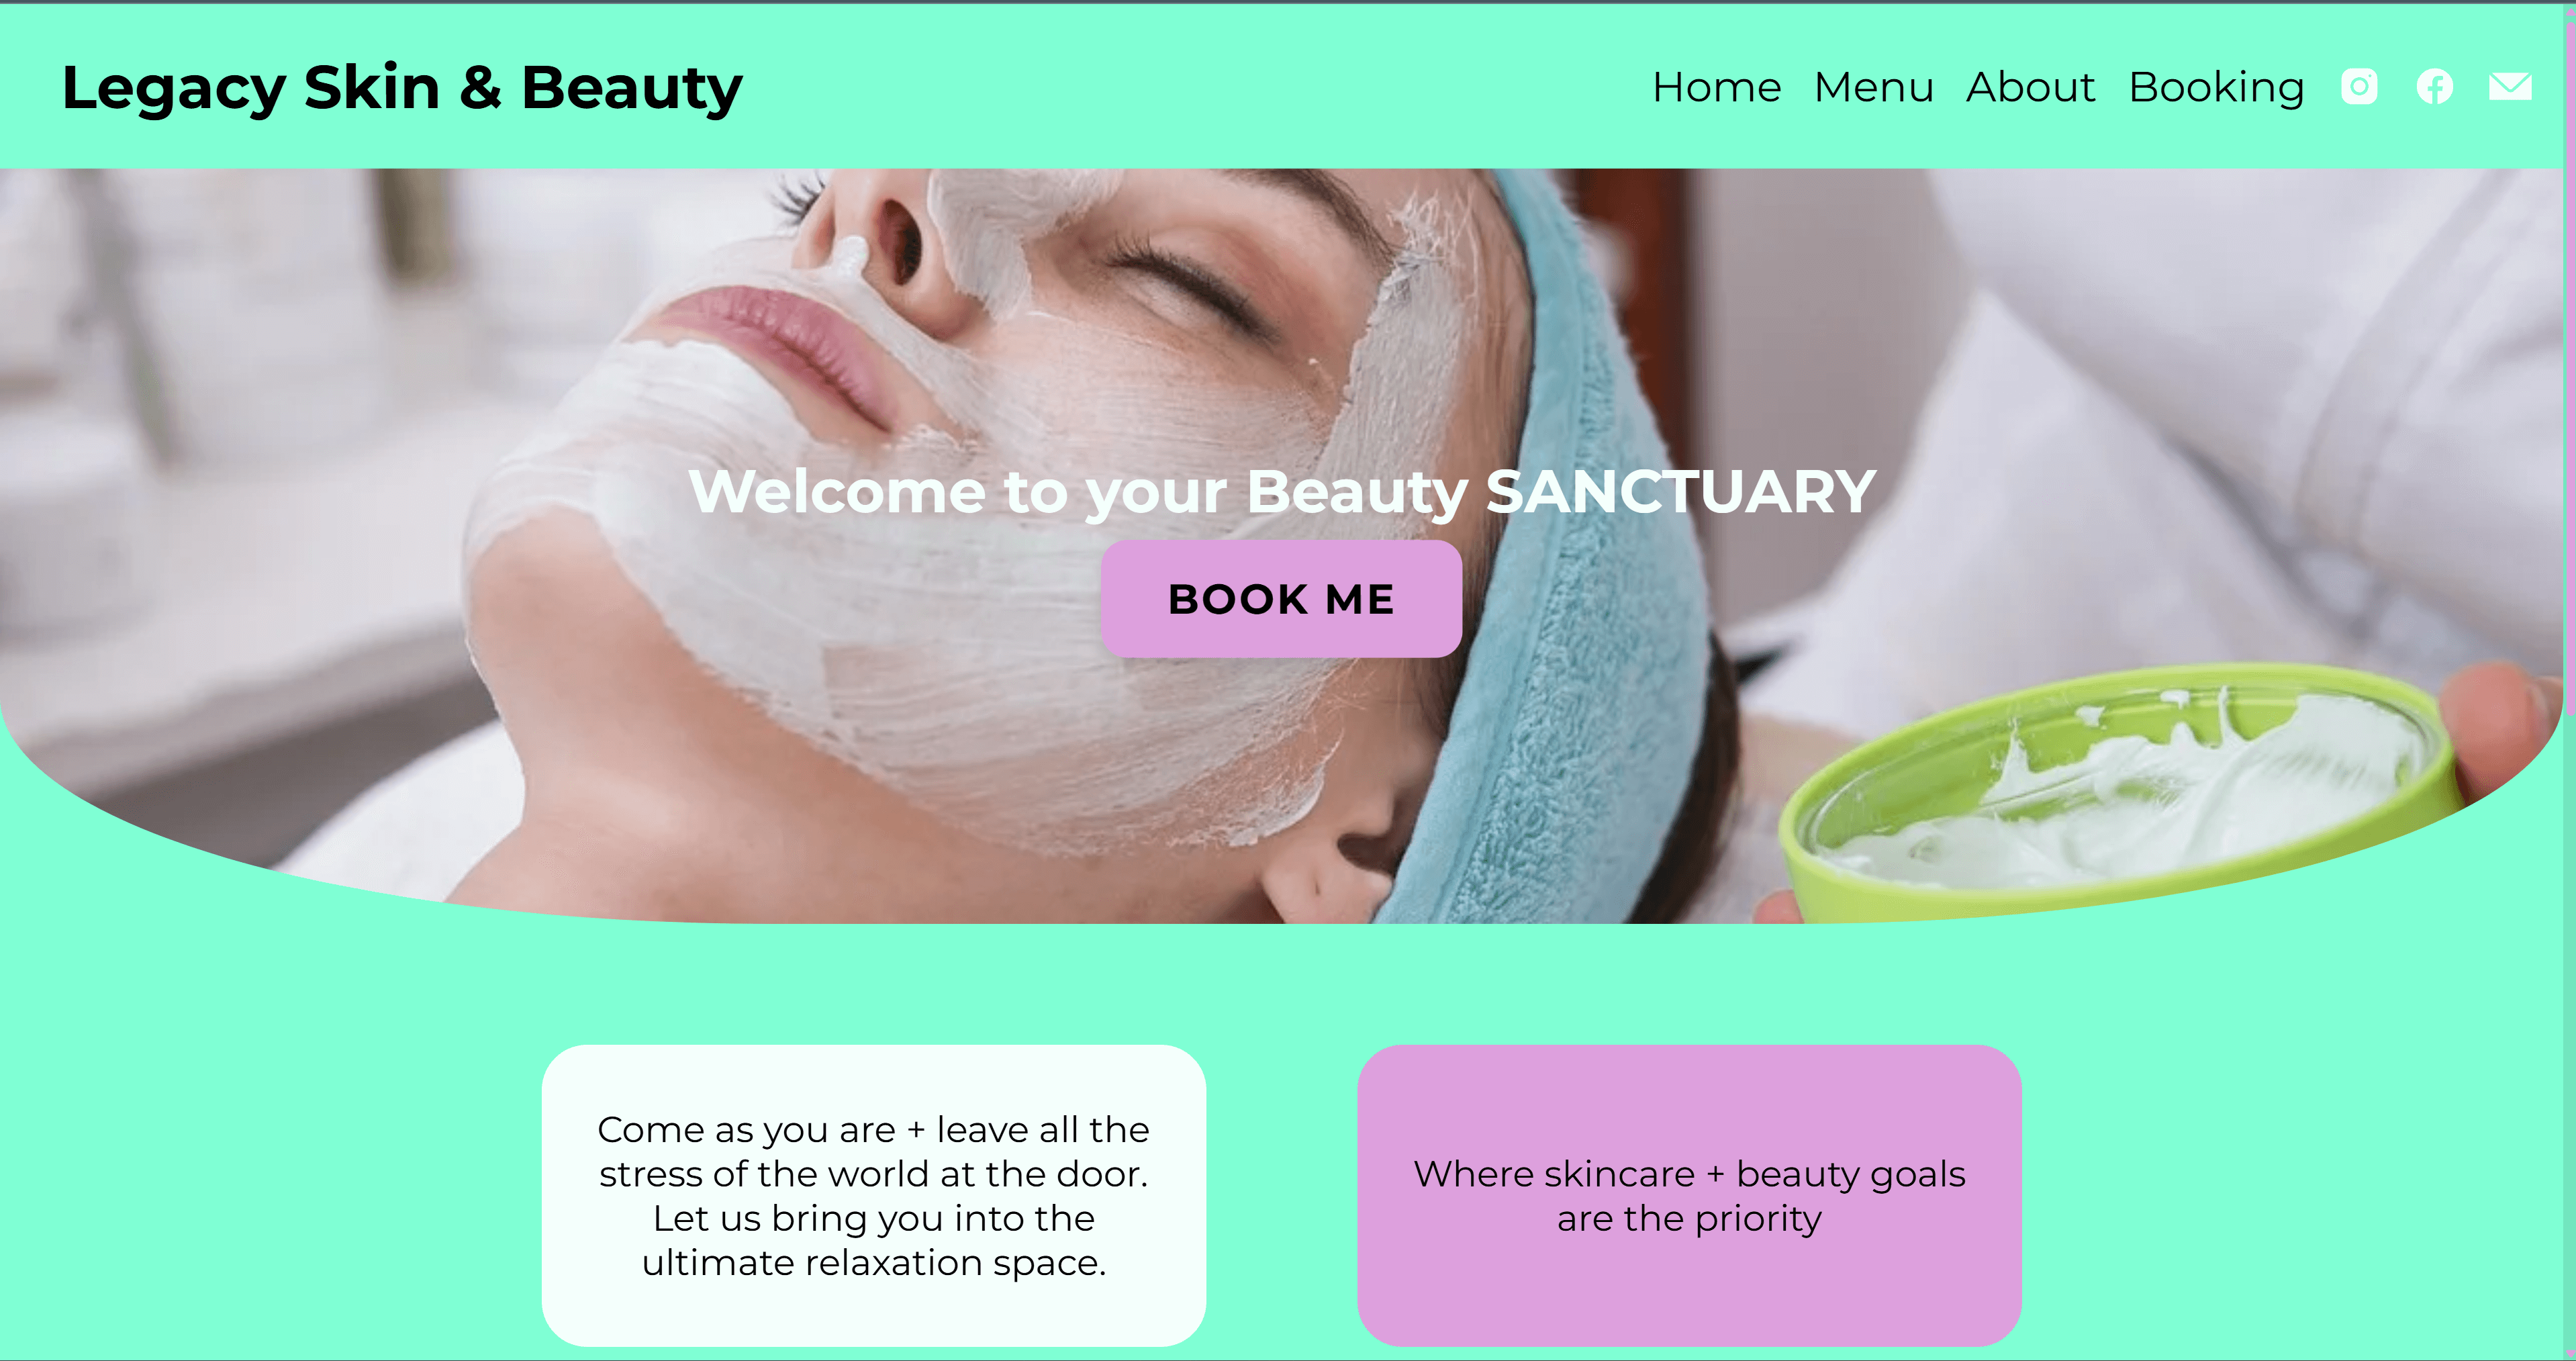 Legacy Skin & Beauty
Home Menu About Booking
Welcome to your Beauty SANCTUARY
BOOK ME
Come as you are + leave all the
stress of the world at the door.
Let us bring you into the
ultimate relaxation space.
Where skincare + beauty goals
are the priority